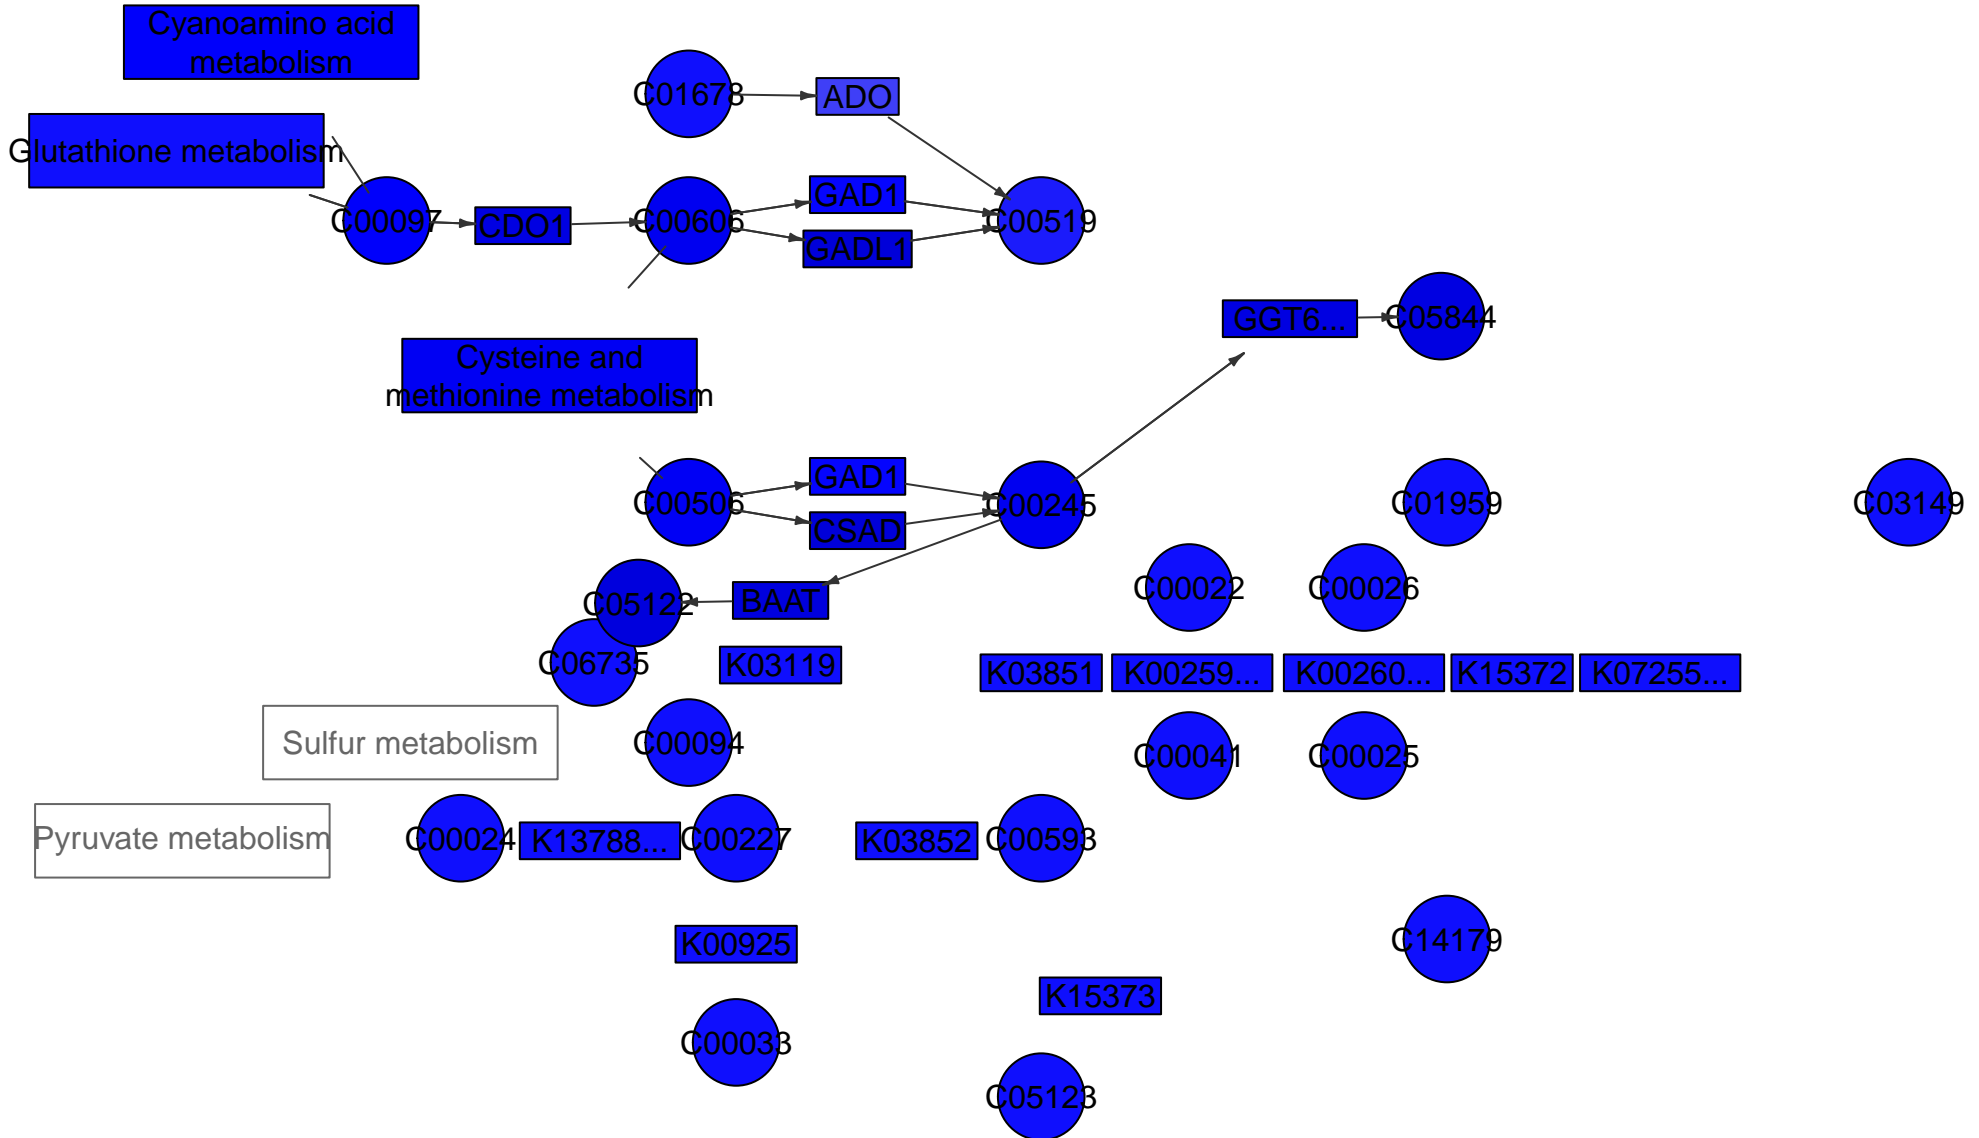 Cyanoamino acid
metabolism
C01678
ADO
Glutathione metabolism
C00097
CDO1
C00606
GAD1
GADL1
C00519
GGT6...
C05844
Cysteine and
methionine metabolism
C00506
GAD1
CSAD
C00245
C01959
C03149
C05122
BAAT
C00022
C00026
C06735
K03119
K03851
K00259...
K00260...
K15372
K07255...
Sulfur metabolism
C00094
C00041
C00025
Pyruvate metabolism
C00024
K13788...
C00227
K03852
C00593
K00925
C14179
K15373
C00033
C05123